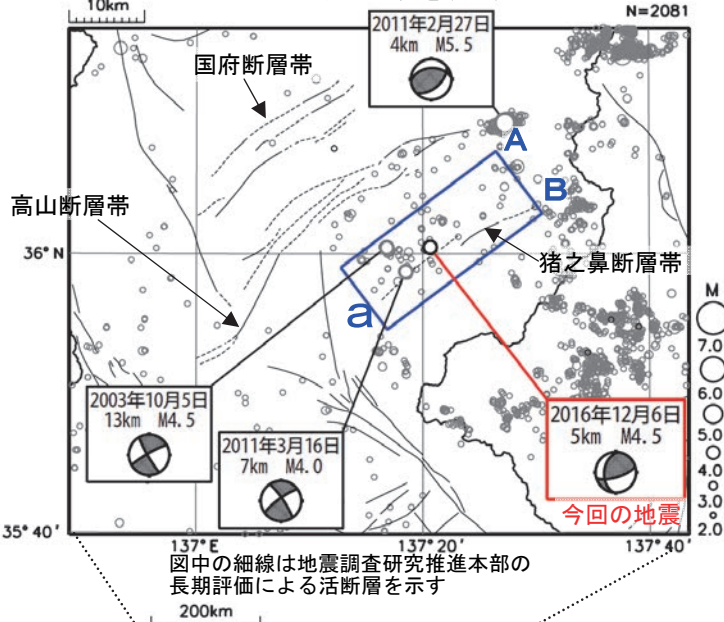 10km
N=2081
2011年2月27日
4km M5.5
国府断層帯
A
B
高山断層帯
36°N
猪之鼻断層帯
a
M
7.0
6.0
5.0
4.0
3.0
2.0
2003年10月5日
13km M4.5
2011年3月16日
7km M4.0
2016年12月6日
5km M4.5
今回の地震
35°40′
137°E
137°20′
137°40′
図中の細線は地震調査研究推進本部の
長期評価による活断層を示す
200km